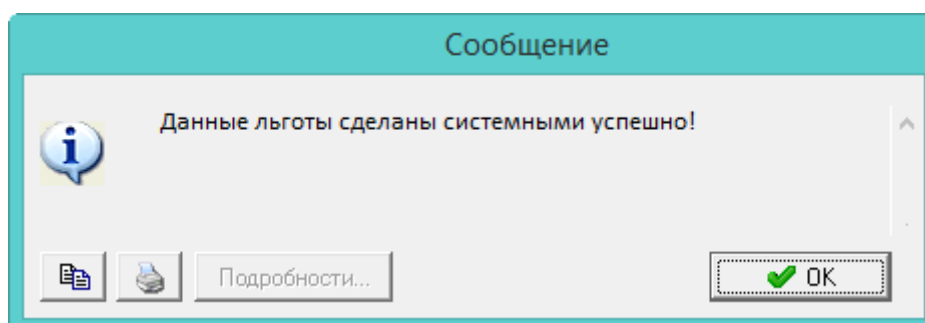 Сообщение
Данные льготы сделаны системными успешно!
Подробности...
OK